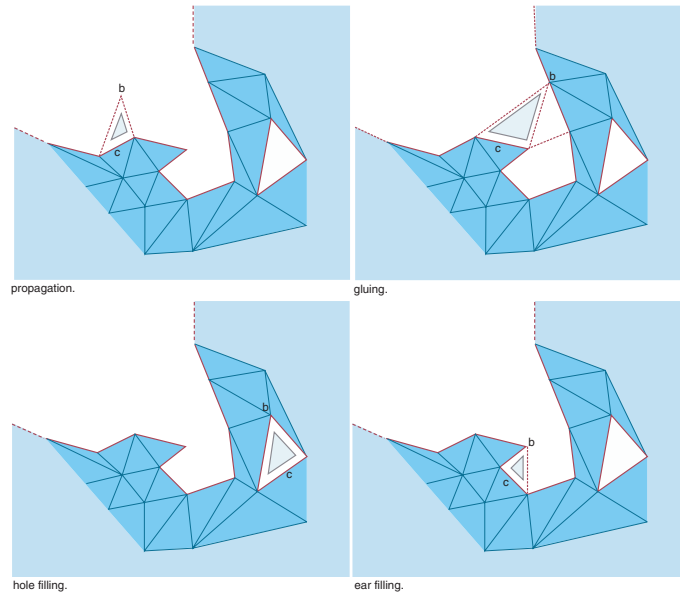 b
c
propagation.
b
c
gluing.
b
c
hole filling.
b
c
ear filling.